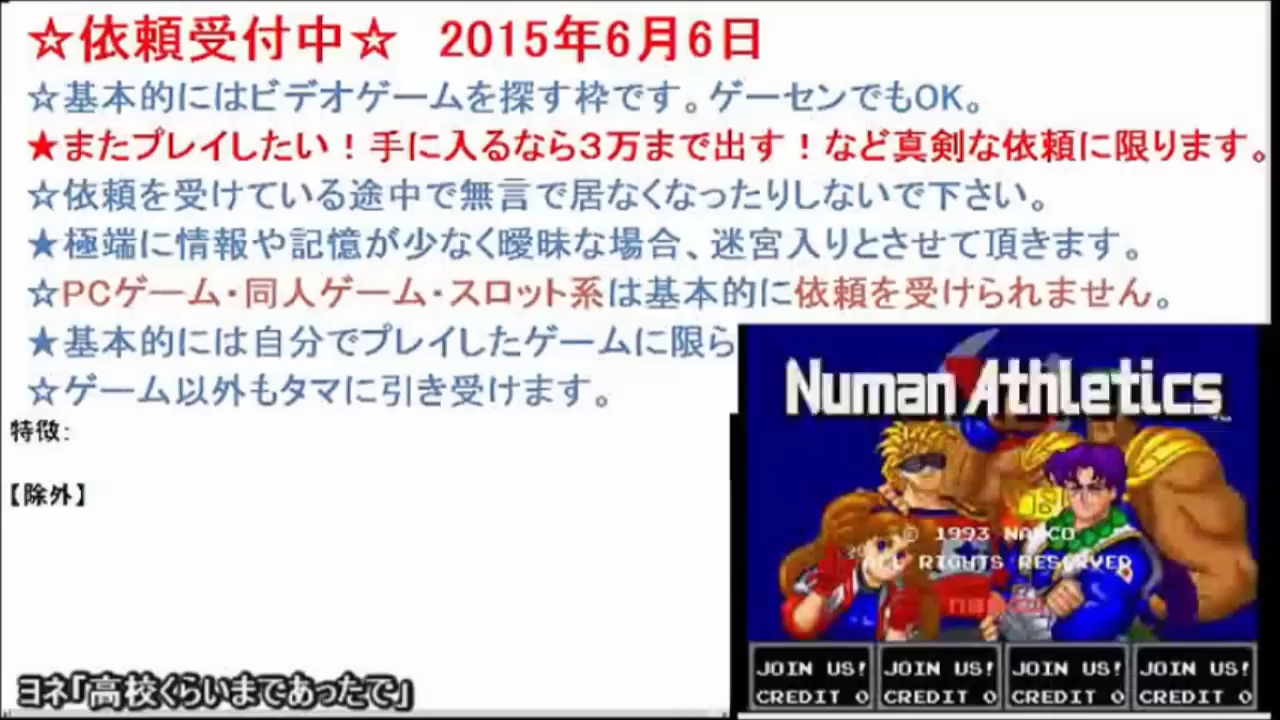 ☆依頼受付中☆ 2015年6月6日
☆基本的にはビデオゲームを探す枠です。ゲーセンでもOK。
★またプレイしたい！手に入るなら3万まで出す！など真剣な依頼に限ります。
☆依頼を受けている途中で無言で居なくなったりしないで下さい。
★極端に情報や記憶が少なく曖昧な場合、迷宮入りとさせて頂きます。
☆PCゲーム・同人ゲーム・スロット系は基本的に依頼を受けられません。
★基本的には自分でプレイしたゲームに限ら
☆ゲーム以外もタマに引き受けます。
特徴:
【除外】
Numan Athletics
© 1993 NAMCO
ALL RIGHTS RESERVED
namco
JOIN US! JOIN US! JOIN US! JOIN US!
CREDIT 0 CREDIT 0 CREDIT 0 CREDIT 0
ヨネ「高校くらいまであったで」